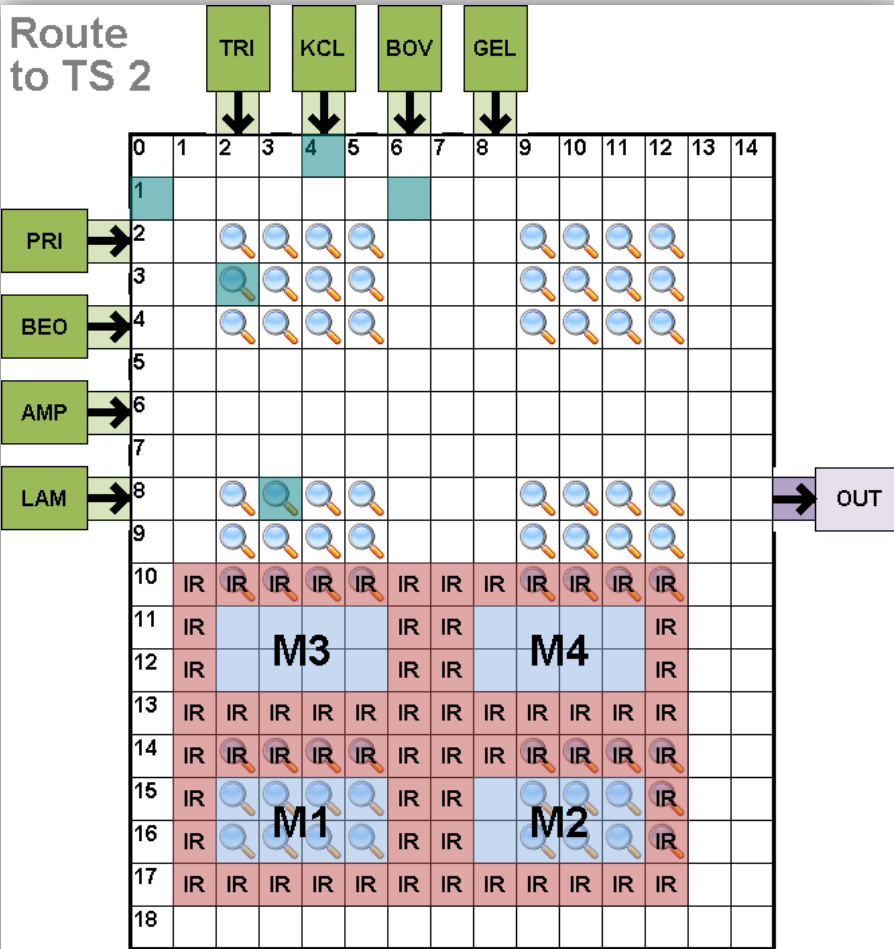 Route
to TS 2
TRI KCL BOV GEL
0 1 2 3 4 5 6 7 8 9 10 11 12 13 14
1
PRI 2
3
BEO 4
5
AMP 6
7
LAM 8 OUT
9
10 IR IR IR IR IR IR IR IR IR IR IR IR
11 IR IR IR IR
M3 M4
12 IR IR IR IR
13 IR IR IR IR IR IR IR IR IR IR IR IR
14 IR IR IR IR IR IR IR IR IR IR IR IR
15 IR IR IR IR
M1 M2
16 IR IR IR IR
17 IR IR IR IR IR IR IR IR IR IR IR IR
18